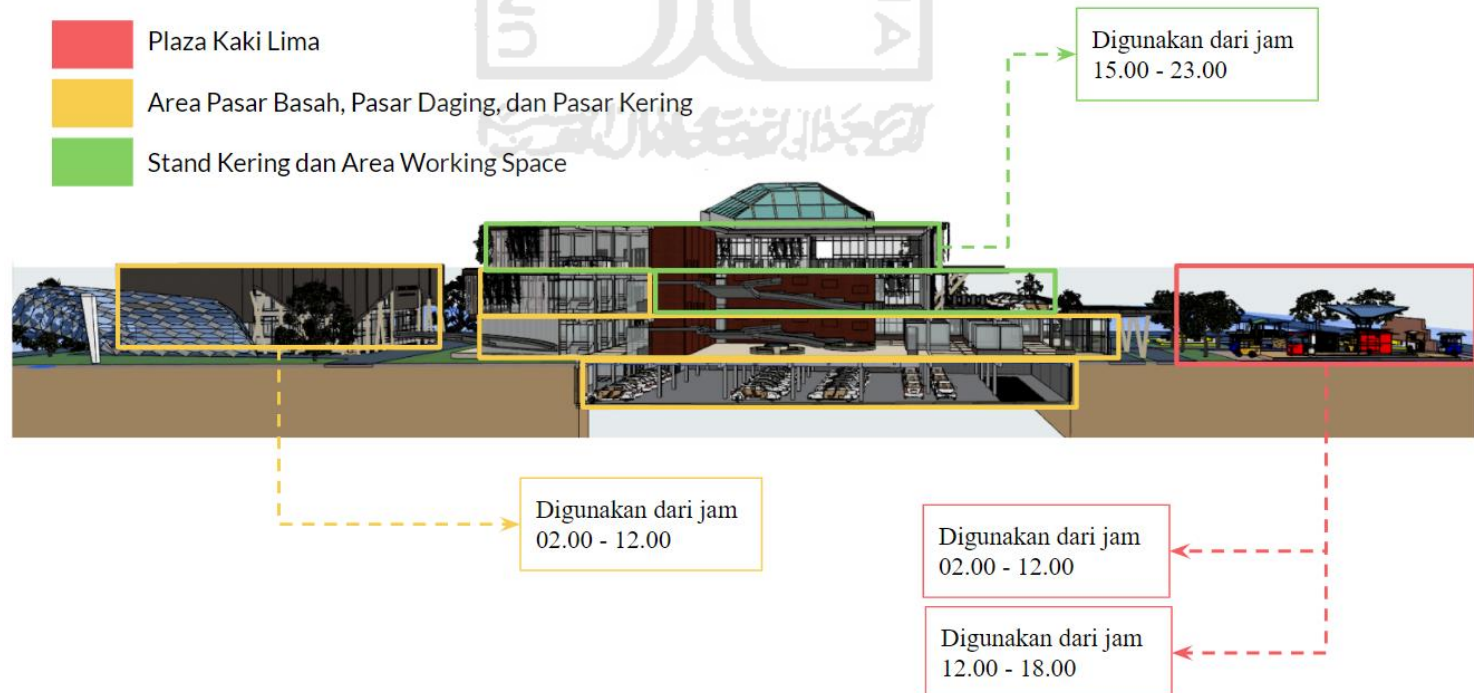 Plaza Kaki Lima
Area Pasar Basah, Pasar Daging, dan Pasar Kering
Stand Kering dan Area Working Space
Digunakan dari jam
15.00 - 23.00
Digunakan dari jam
02.00 - 12.00
Digunakan dari jam
02.00 - 12.00
Digunakan dari jam
12.00 - 18.00